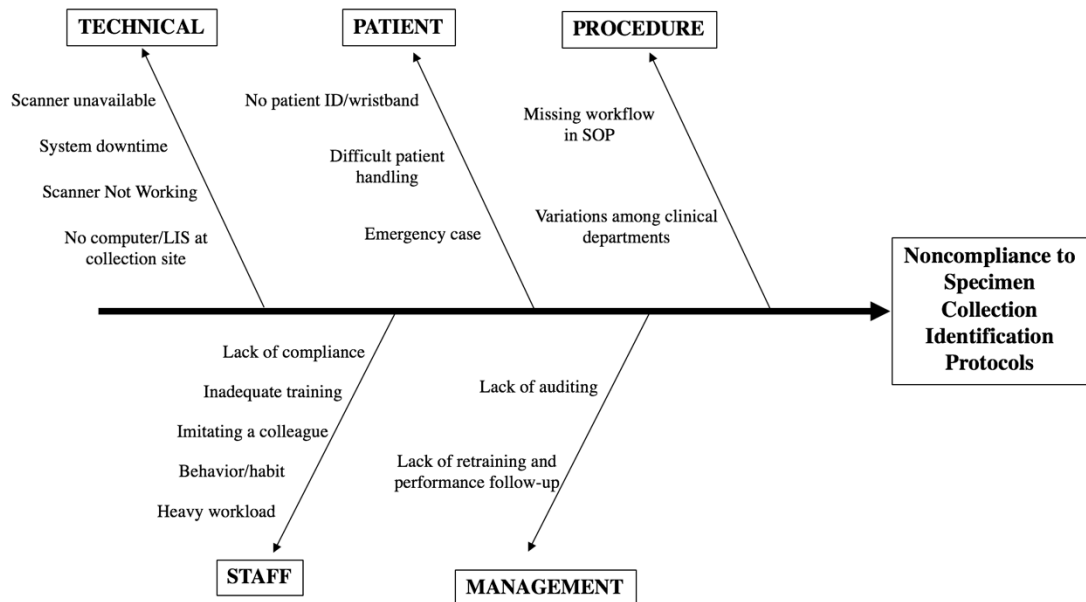 TECHNICAL
PATIENT
PROCEDURE
Scanner unavailable
System downtime
Scanner Not Working
No computer/LIS at
collection site
No patient ID/wristband
Difficult patient
handling
Emergency case
Missing workflow
in SOP
Variations among clinical
departments
Noncompliance to
Specimen
Collection
Identification
Protocols
Lack of compliance
Inadequate training
Imitating a colleague
Behavior/habit
Heavy workload
Lack of auditing
Lack of retraining and
performance follow-up
STAFF
MANAGEMENT